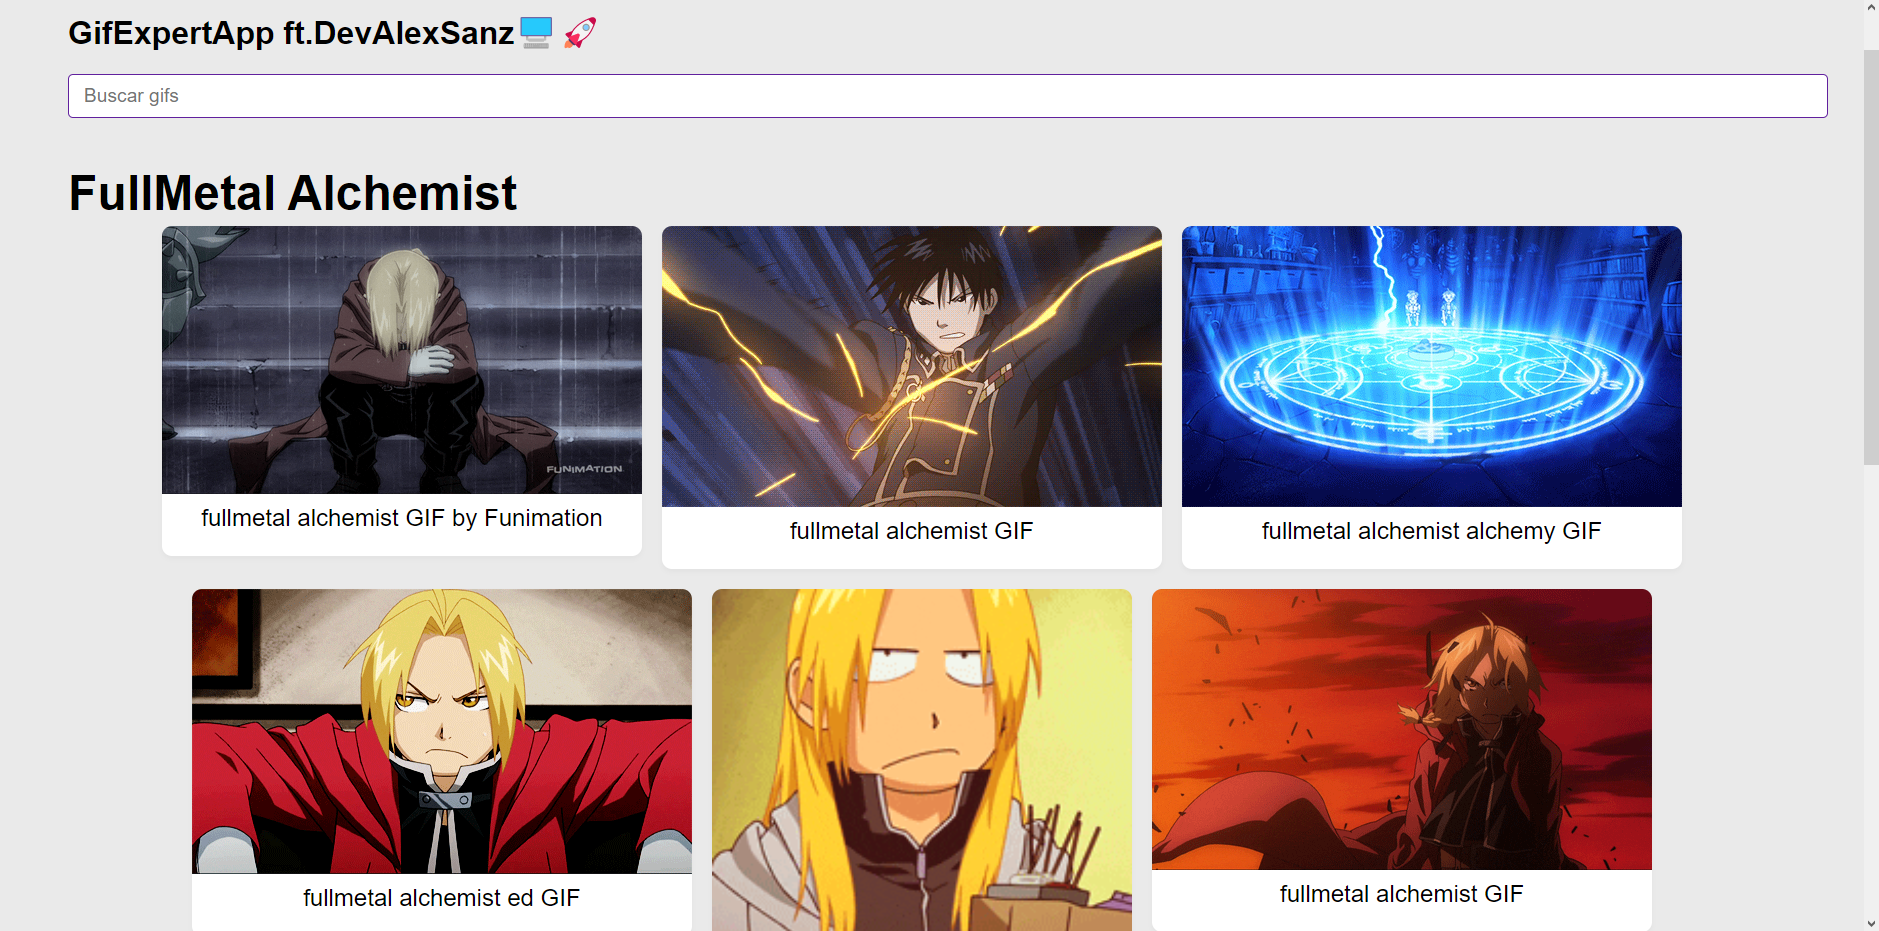 GifExpertApp ft.DevAlexSanz🖥️ 🚀
Buscar gifs
FullMetal Alchemist
FUNIMATION
fullmetal alchemist GIF by Funimation
fullmetal alchemist GIF
fullmetal alchemist alchemy GIF
fullmetal alchemist ed GIF
fullmetal alchemist GIF